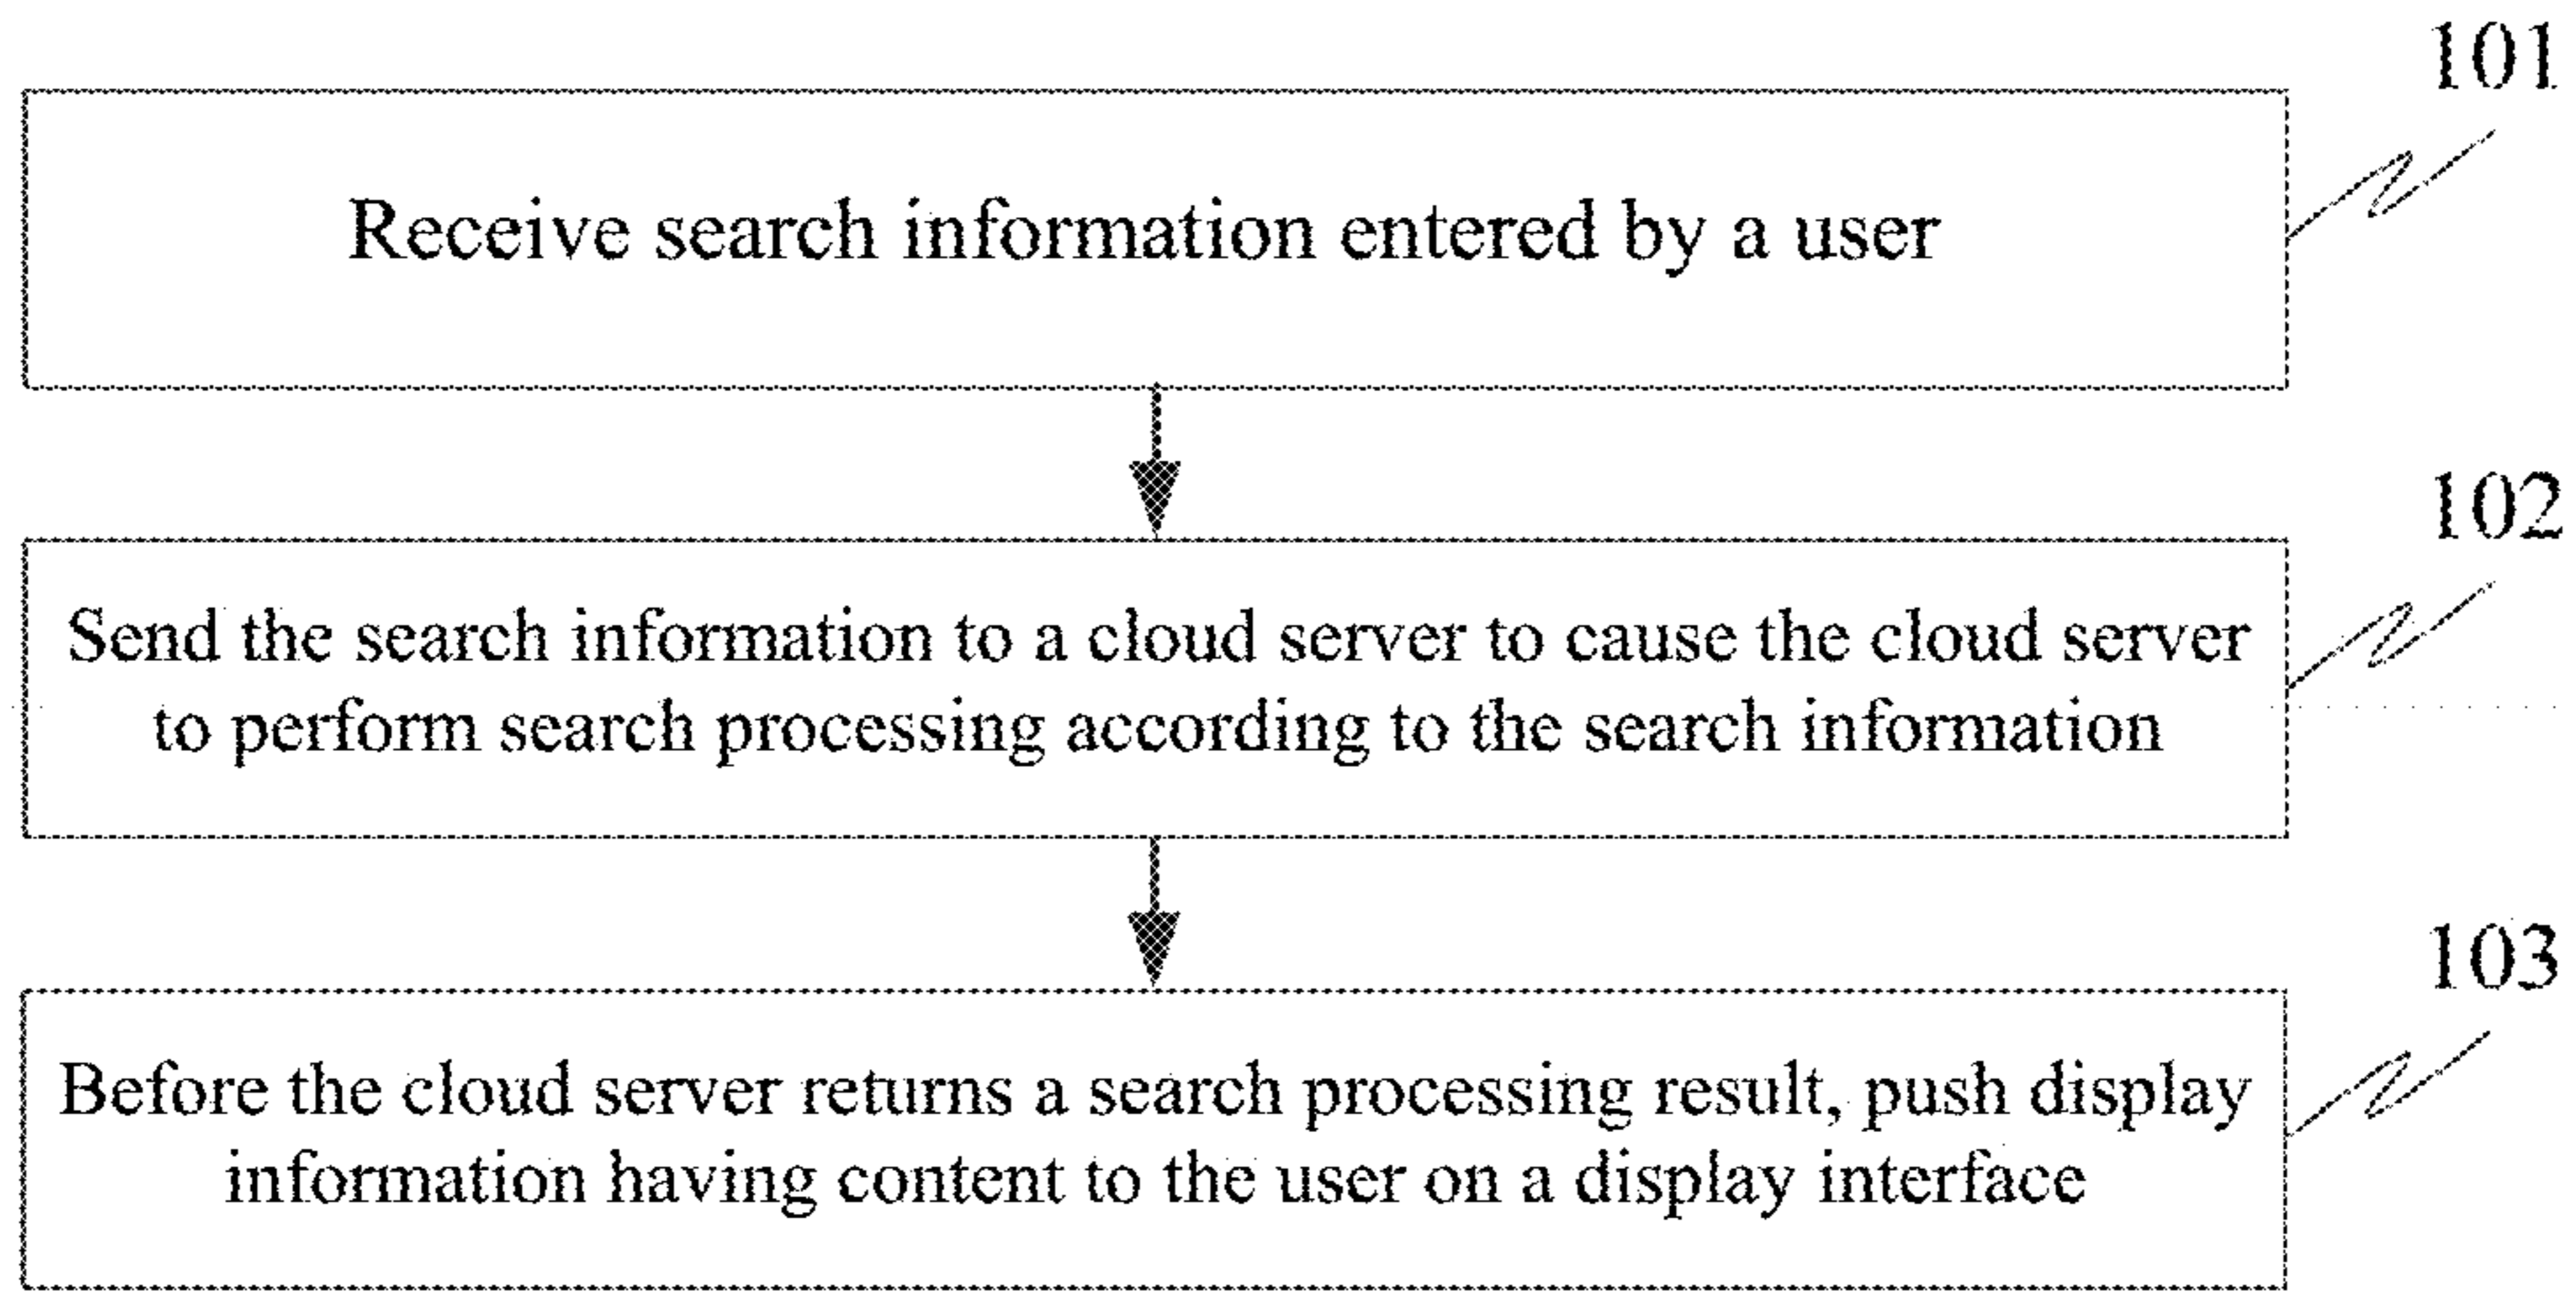 101
Receive search information entered by a user
102
Send the search information to a cloud server to cause the cloud server
to perform search processing according to the search information
103
Before the cloud server returns a search processing result, push display
information having content to the user on a display interface